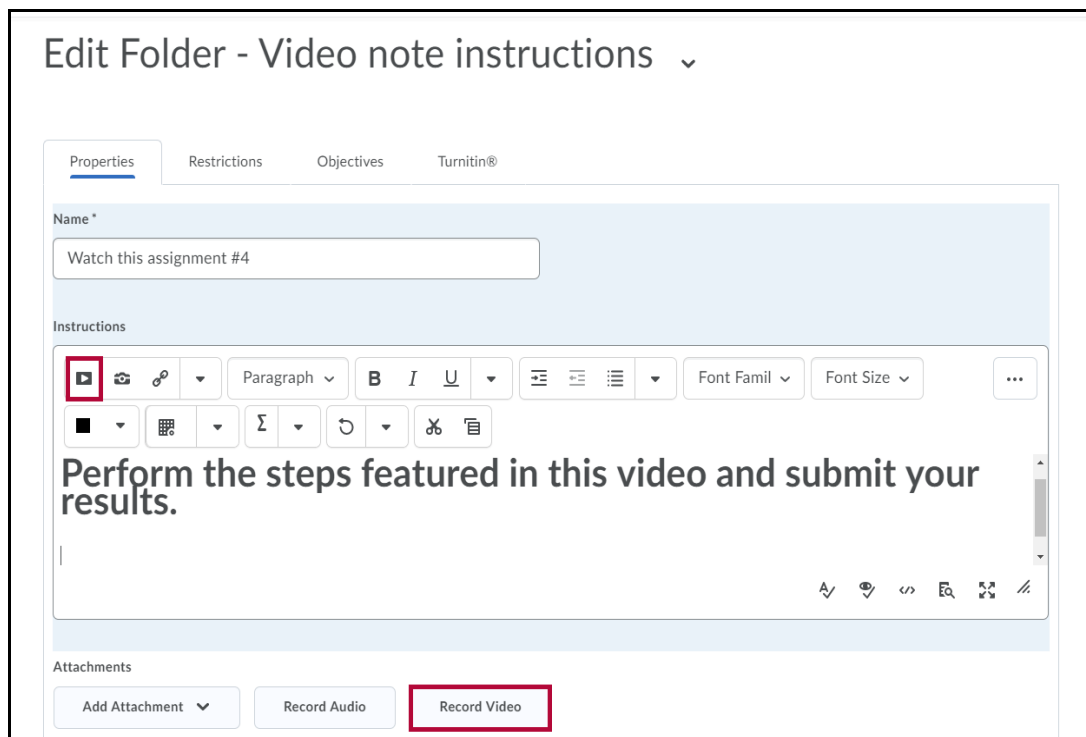 Edit Folder - Video note instructions
Properties Restrictions Objectives Turnitin®
Name *
Watch this assignment #4
Instructions
Paragraph B I U Font Famil Font Size ...
Σ
Perform the steps featured in this video and submit your
results.
Attachments
Add Attachment Record Audio Record Video